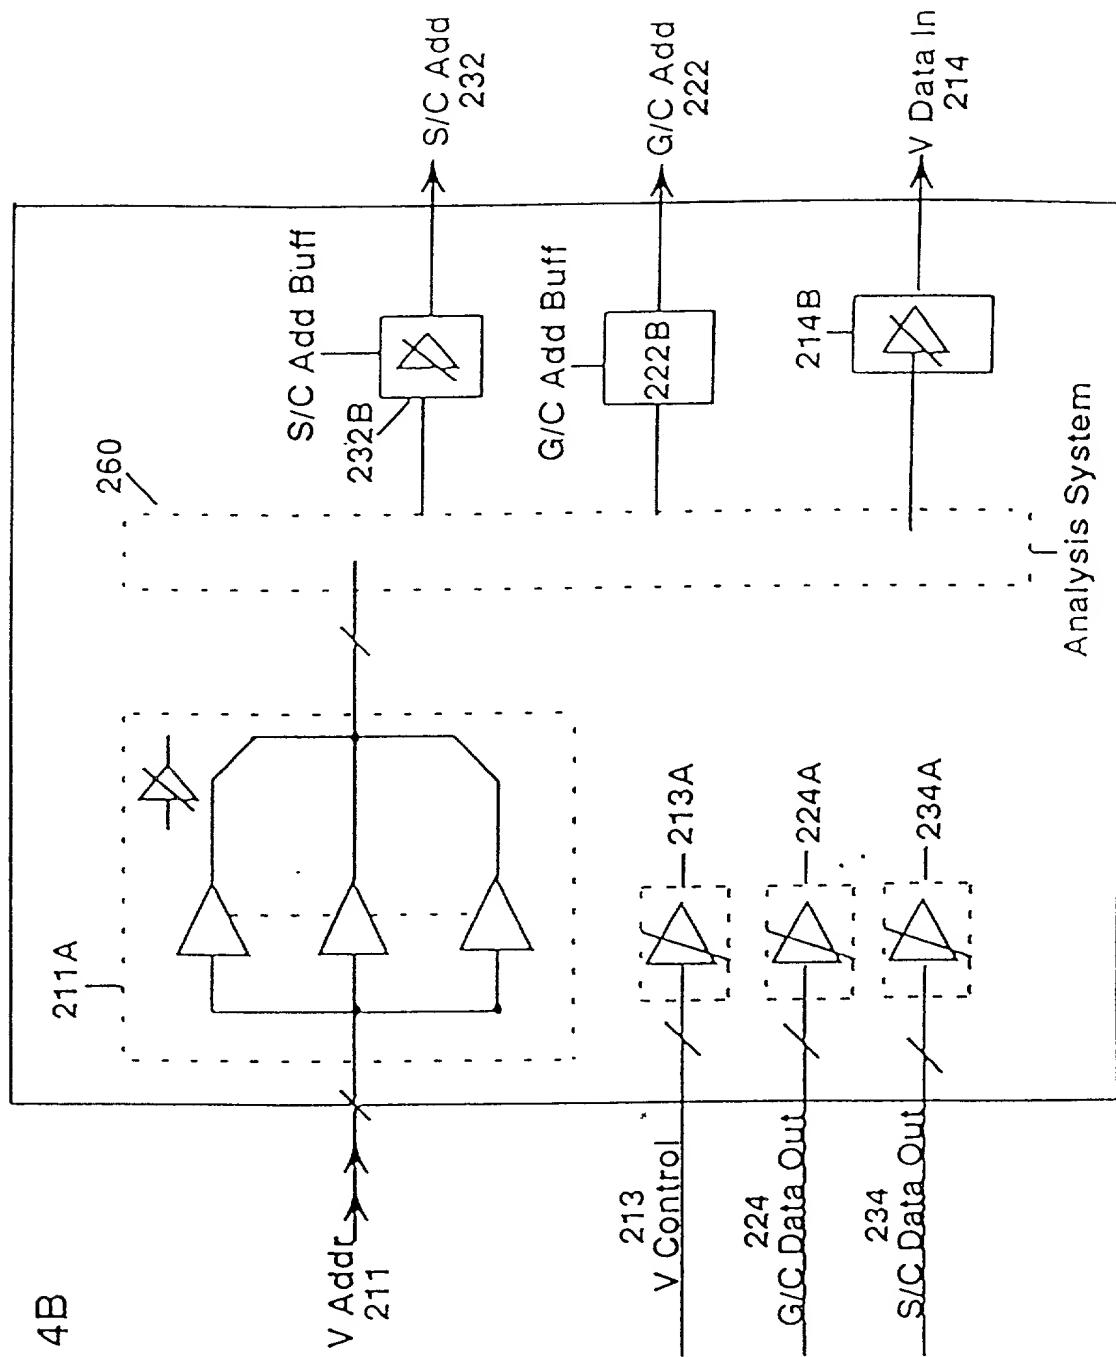 4B
V Addr
211
211A
213
V Control
213A
224
G/C Data Out
224A
234
S/C Data Out
234A
260
Analysis System
S/C Add Buff
232B
S/C Add
232
G/C Add Buff
222B
G/C Add
222
214B
V Data In
214